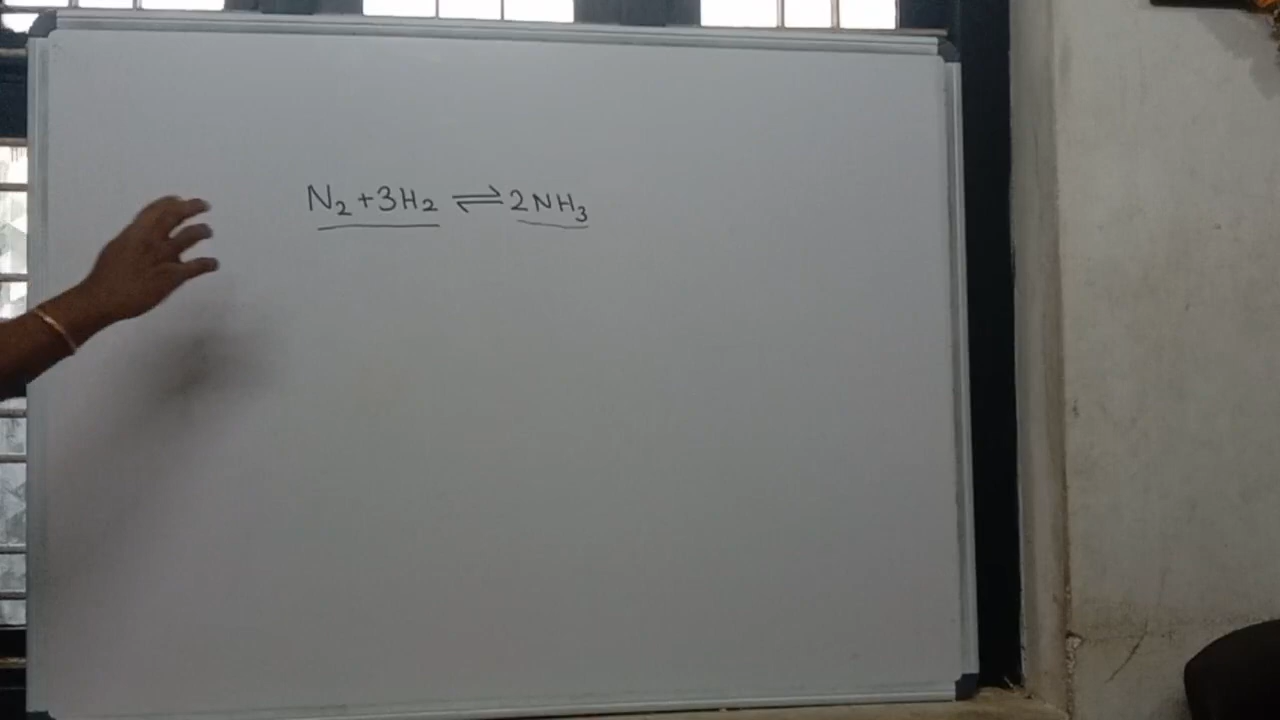 N₂ + 3H₂ ⇌ 2NH₃